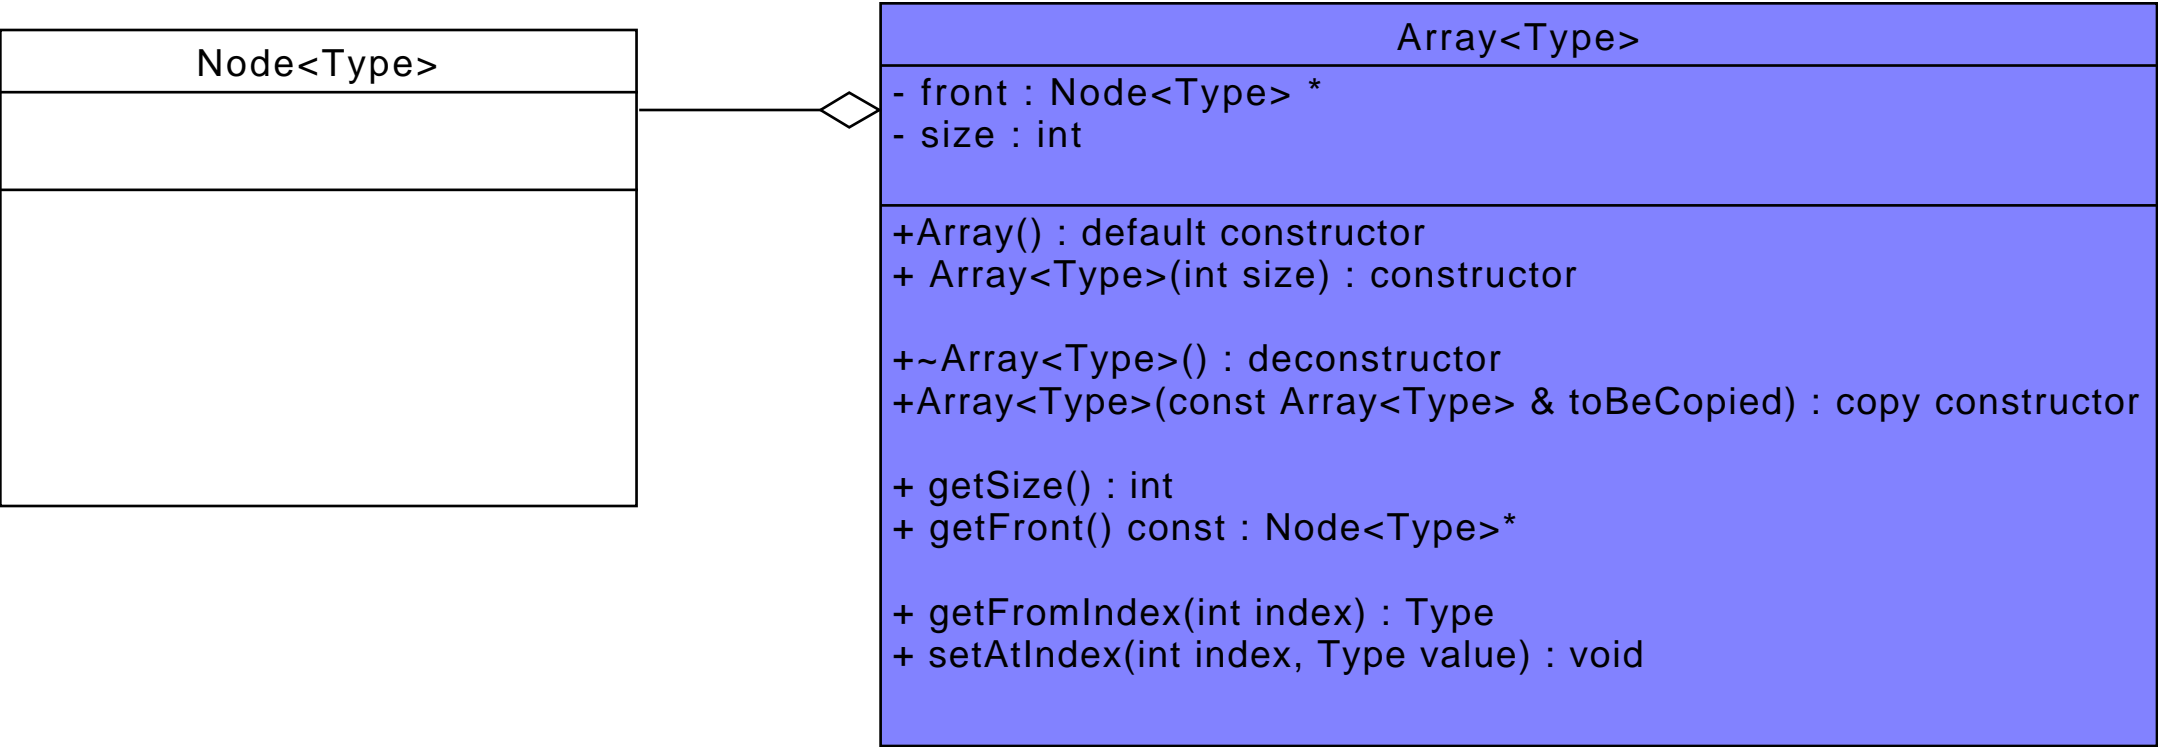 Node<Type>
Array<Type>
- front : Node<Type> *
- size : int
+Array() : default constructor
+ Array<Type>(int size) : constructor
+~Array<Type>() : deconstructor
+Array<Type>(const Array<Type> & toBeCopied) : copy constructor
+ getSize() : int
+ getFront() const : Node<Type>*
+ getFromIndex(int index) : Type
+ setAtIndex(int index, Type value) : void